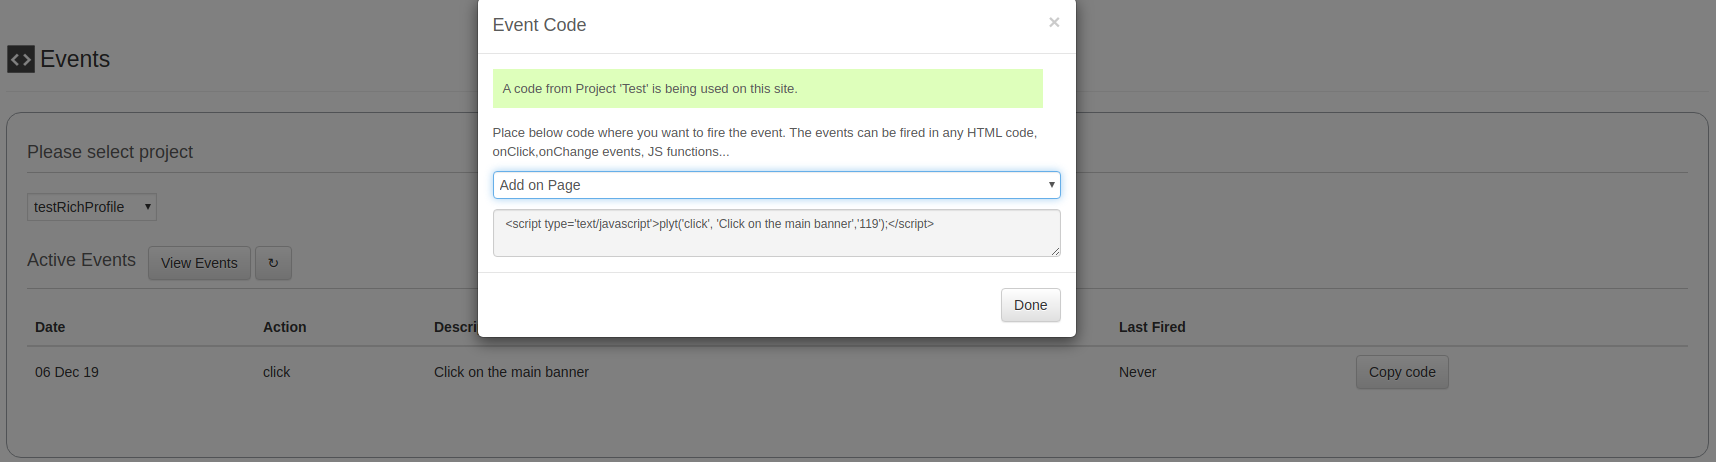 Event Code
×
Events
A code from Project 'Test' is being used on this site.
Place below code where you want to fire the event. The events can be fired in any HTML code,
onClick,onChange events, JS functions...
Please select project
Add on Page
testRichProfile
<script type='text/javascript'>plyt('click', 'Click on the main banner','119');</script>
Active Events View Events ↻
Done
Date Action Descri Last Fired
06 Dec 19 click Click on the main banner Never Copy code